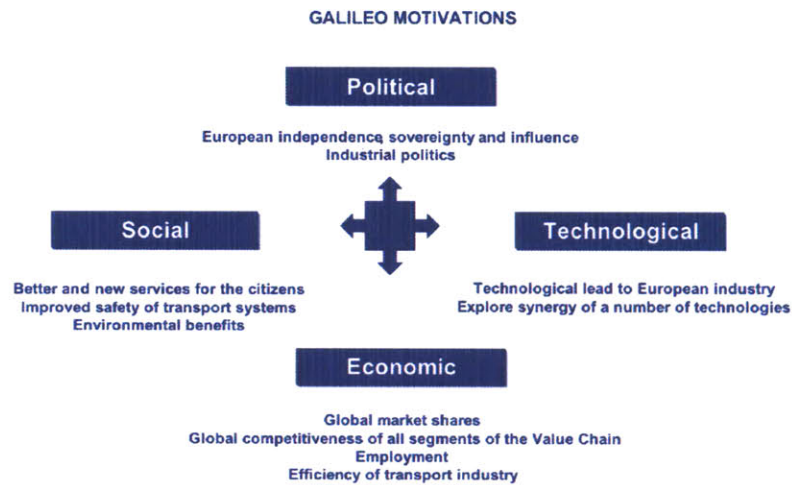 GALILEO MOTIVATIONS
Political
European independence, sovereignty and influence
Industrial politics
Social
Better and new services for the citizens
Improved safety of transport systems
Environmental benefits
Technological
Technological lead to European industry
Explore synergy of a number of technologies
Economic
Global market shares
Global competitiveness of all segments of the Value Chain
Employment
Efficiency of transport industry